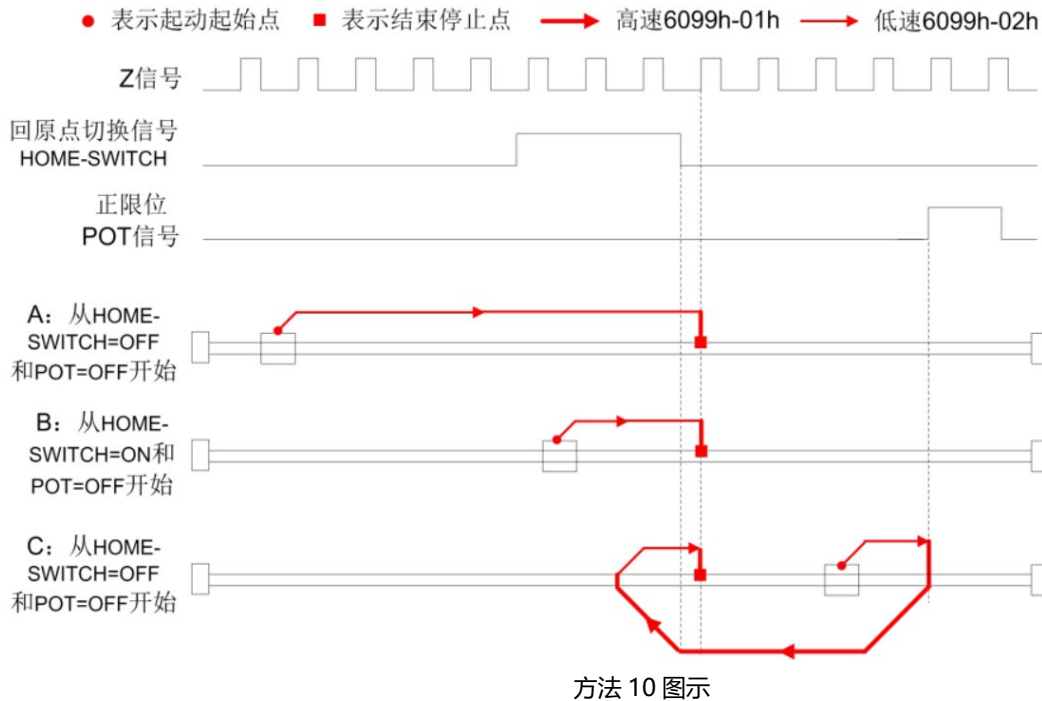 表示起动起始点 表示结束停止点 高速6099h-01h 低速6099h-02h
Z信号
回原点切换信号
HOME-SWITCH
正限位
POT信号
A：从HOME-
SWITCH=OFF
和POT=OFF开始
B：从HOME-
SWITCH=ON和
POT=OFF开始
C：从HOME-
SWITCH=OFF
和POT=OFF开始
方法 10 图示